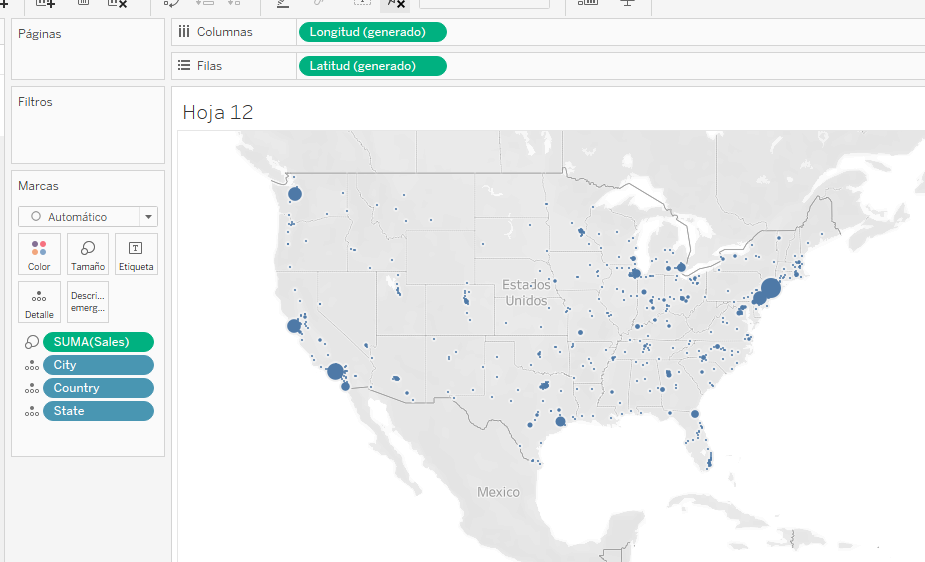 Páginas
Columnas
Longitud (generado)
Filas
Latitud (generado)
Filtros
Hoja 12
Marcas
Automático
Color
Tamaño
T
Etiqueta
Detalle
Descri...
emerg...
SUMA(Sales)
City
Country
State
Estados
Unidos
Mexico